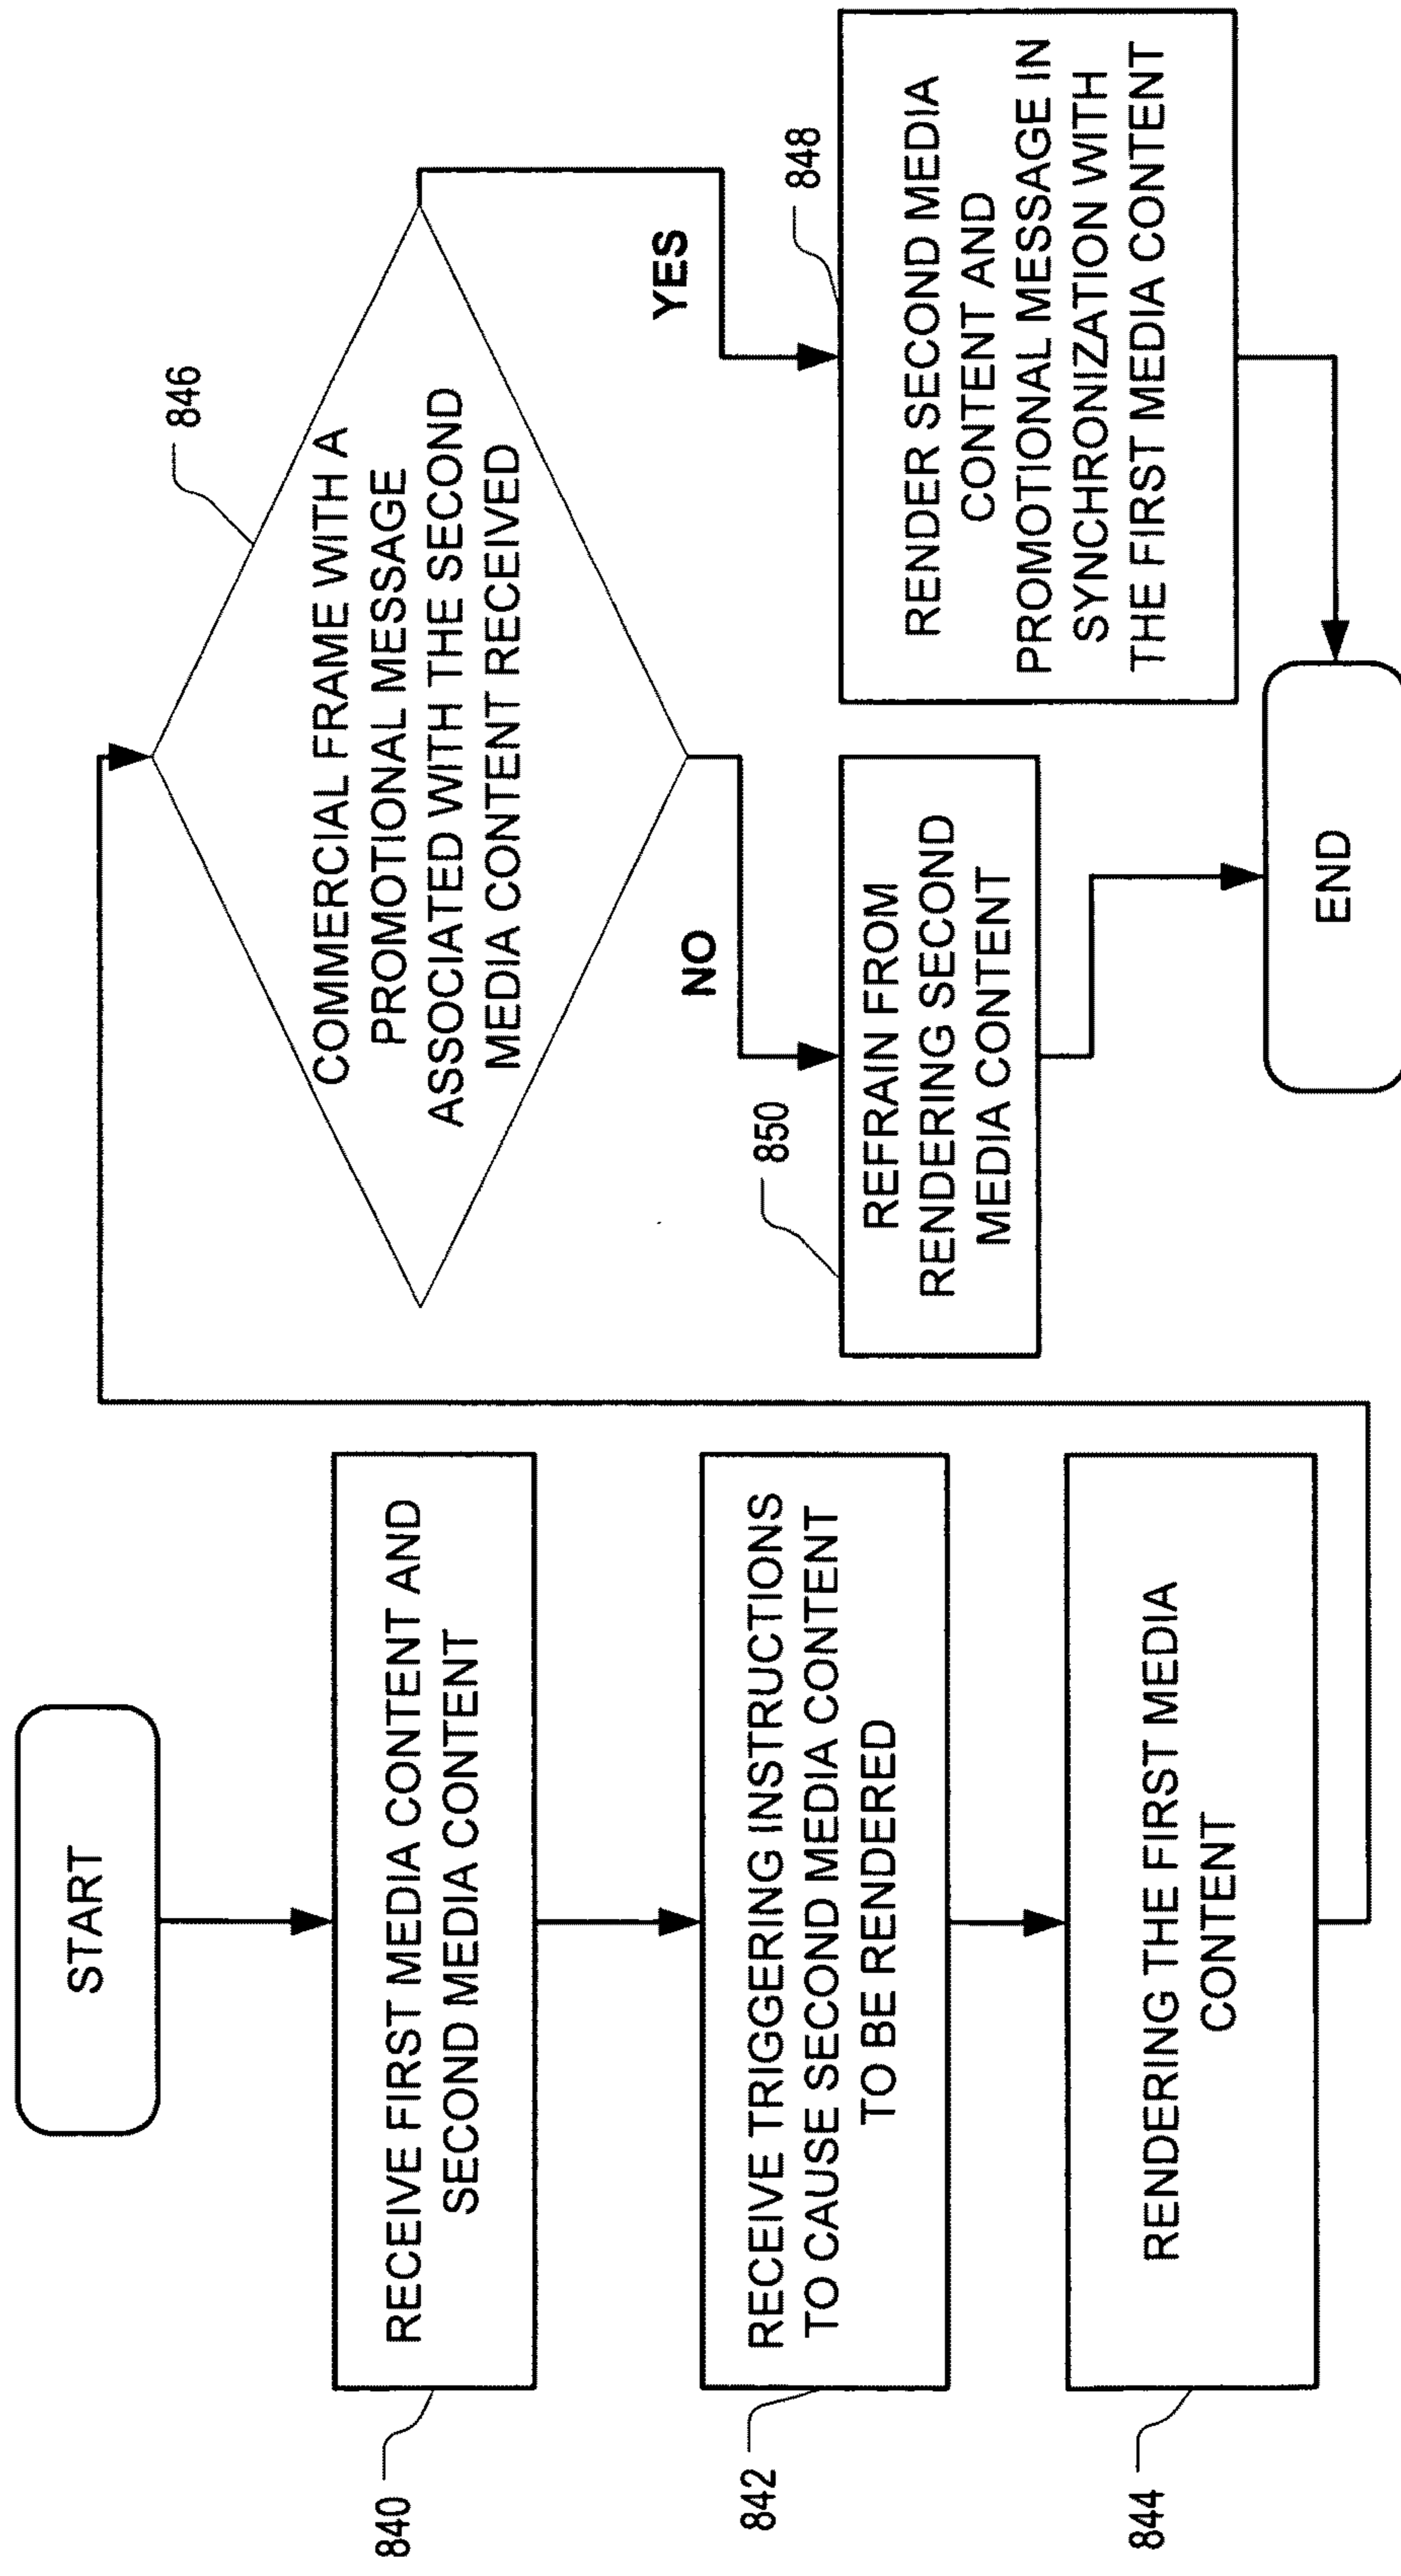 START
840
RECEIVE FIRST MEDIA CONTENT AND
SECOND MEDIA CONTENT
842
RECEIVE TRIGGERING INSTRUCTIONS
TO CAUSE SECOND MEDIA CONTENT
TO BE RENDERED
844
RENDERING THE FIRST MEDIA
CONTENT
846
COMMERCIAL FRAME WITH A
PROMOTIONAL MESSAGE
ASSOCIATED WITH THE SECOND
MEDIA CONTENT RECEIVED
NO
YES
850
REFRAIN FROM
RENDERING SECOND
MEDIA CONTENT
848
RENDER SECOND MEDIA
CONTENT AND
PROMOTIONAL MESSAGE IN
SYNCHRONIZATION WITH
THE FIRST MEDIA CONTENT
END